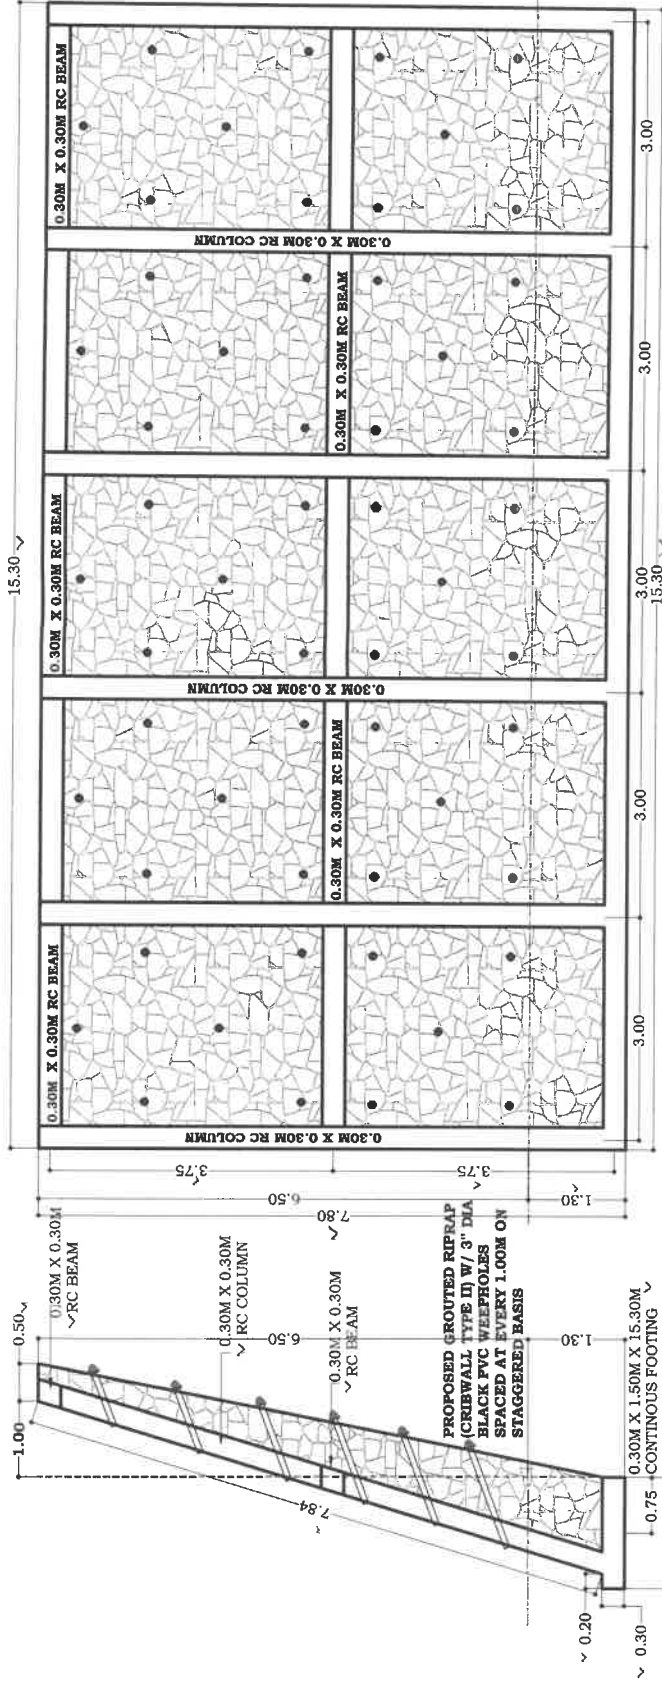 15.30
0.30M X 0.30M RC BEAM
0.30M X 0.30M RC BEAM
0.30M X 0.30M RC BEAM
0.30M X 0.30M RC COLUMN
0.30M X 0.30M RC COLUMN
0.30M X 0.30M RC COLUMN
0.30M X 0.30M RC BEAM
0.30M X 0.30M RC BEAM
3.00
3.00
3.00
3.00
3.00
15.30
3.75
3.75
6.50
1.30
7.80
0.50
1.00
0.30M X 0.30M
RC BEAM
0.30M X 0.30M
RC COLUMN
0.30M X 0.30M
RC BEAM
6.50
1.30
7.84
PROPOSED GROUTED RIPRAP
(CRIBWALL TYPE II) W/ 3" DIA
BLACK PVC WEEPHOLES
SPACED AT EVERY 1.00M ON
STAGGERED BASIS
0.30M X 1.50M X 15.30M
CONTINOUS FOOTING
0.75
0.20
0.30